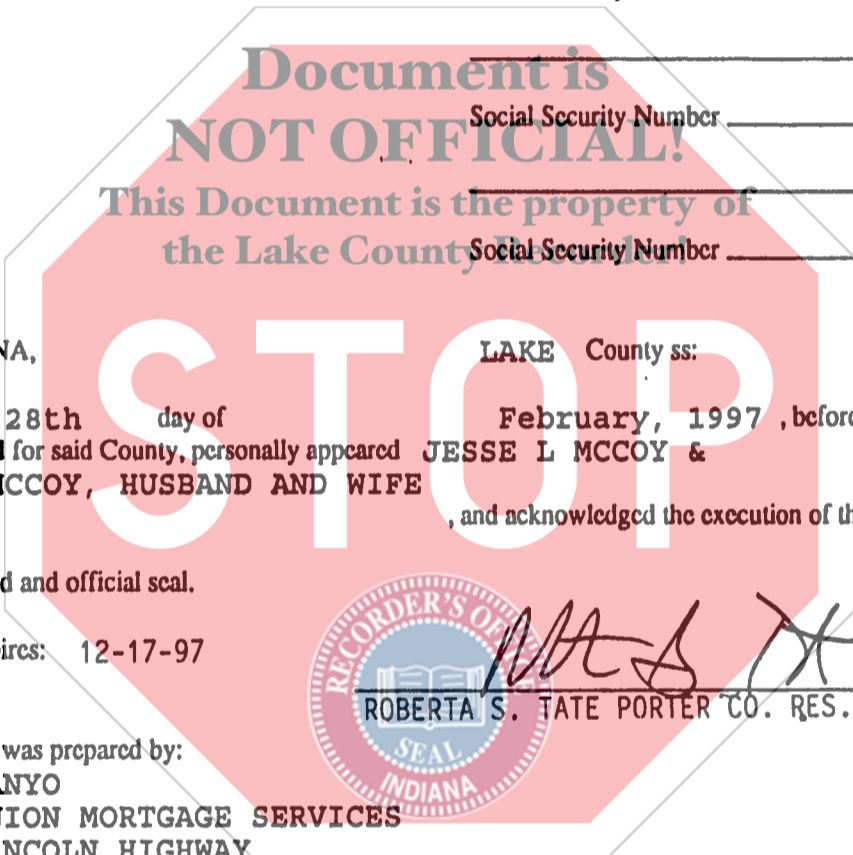 Document is
Social Security Number
NOT OFFICIAL!
This Document is the property of
the Lake County Recorder!
Social Security Number
NA,
LAKE County ss:
28th day of February, 1997 , before
for said County, personally appeared JESSE L MCCOY &
CCOY, HUSBAND AND WIFE
, and acknowledged the execution of th
STOP
d and official seal.
ires: 12-17-97
RECORDER'S OFFICE
SEAL
INDIANA
ROBERTA S. TATE PORTER CO. RES.
was prepared by:
ANYO
NION MORTGAGE SERVICES
NCOLN HIGHWAY